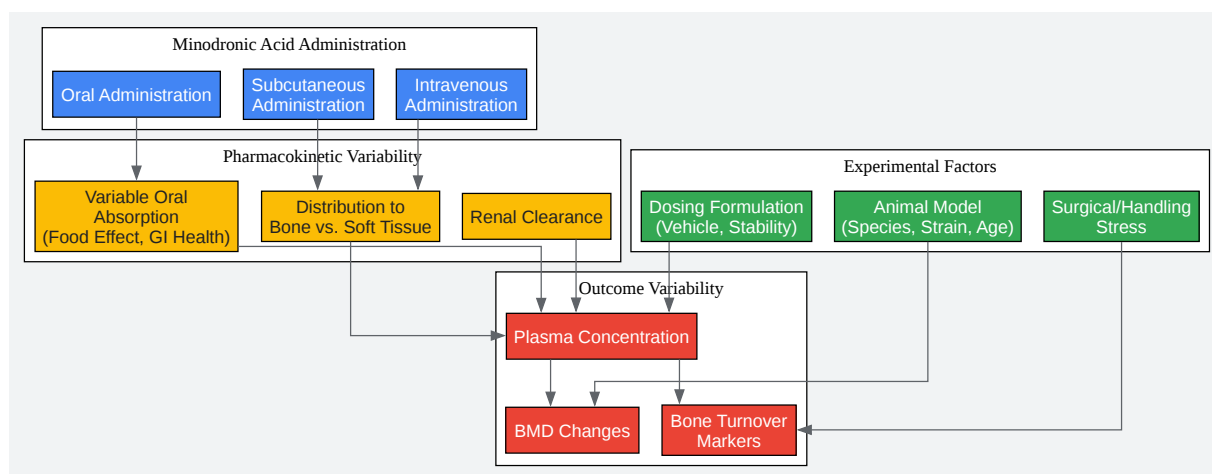 Minodronic Acid Administration
Oral Administration
Subcutaneous
Administration
Intravenous
Administration
Pharmacokinetic Variability
Variable Oral
Absorption
(Food Effect, GI Health)
Distribution to
Bone vs. Soft Tissue
Renal Clearance
Experimental Factors
Dosing Formulation
(Vehicle, Stability)
Animal Model
(Species, Strain, Age)
Surgical/Handling
Stress
Outcome Variability
Plasma Concentration
BMD Changes
Bone Turnover
Markers